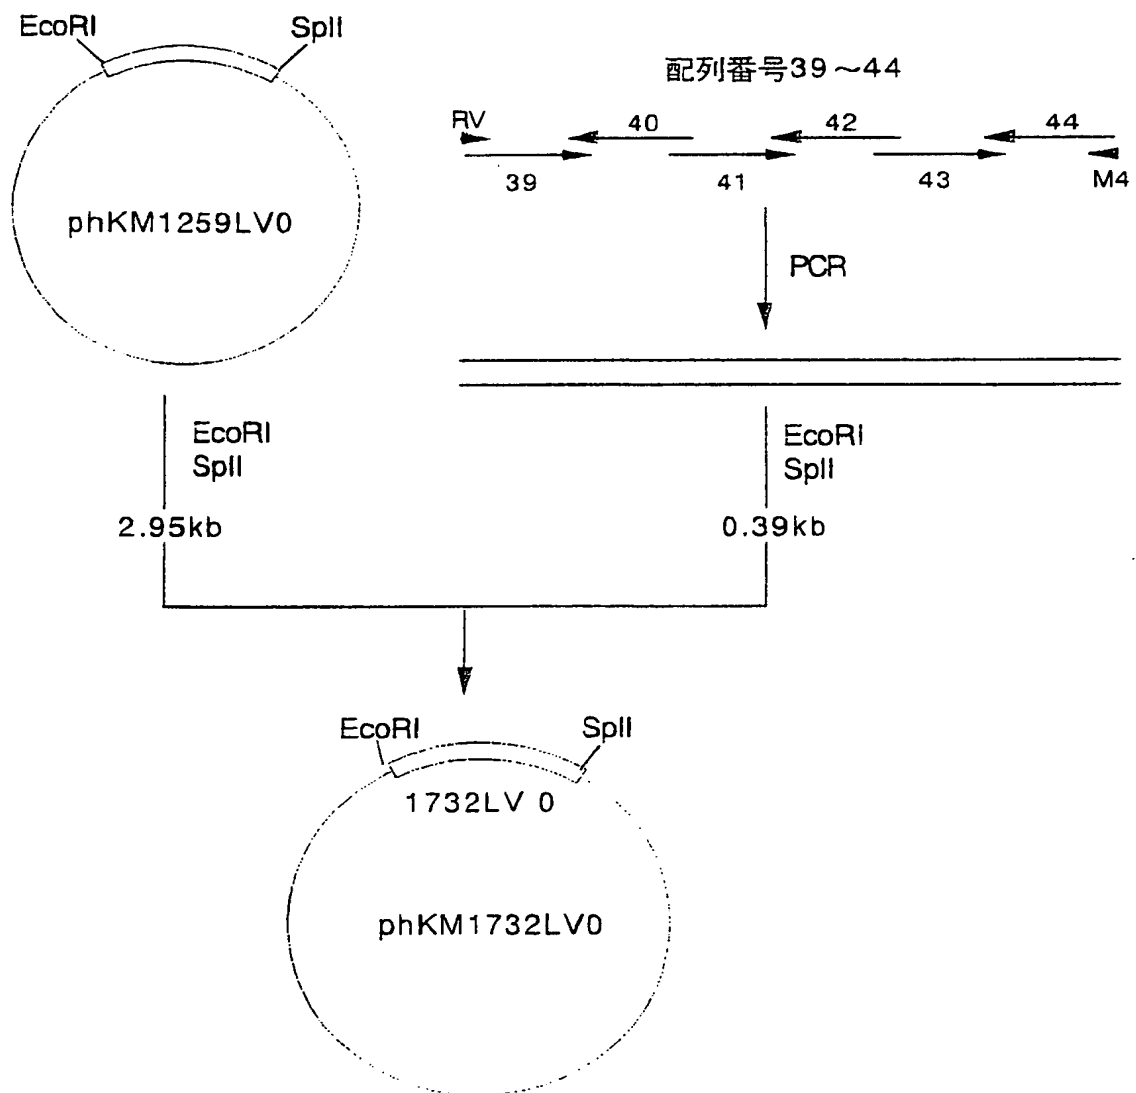 EcoRI SplI
phKM1259LV0
配列番号39～44
RV 40 42 44
39 41 43 M4
PCR
EcoRI
SplI
2.95kb
EcoRI
SplI
0.39kb
EcoRI SplI
1732LV 0
phKM1732LV0